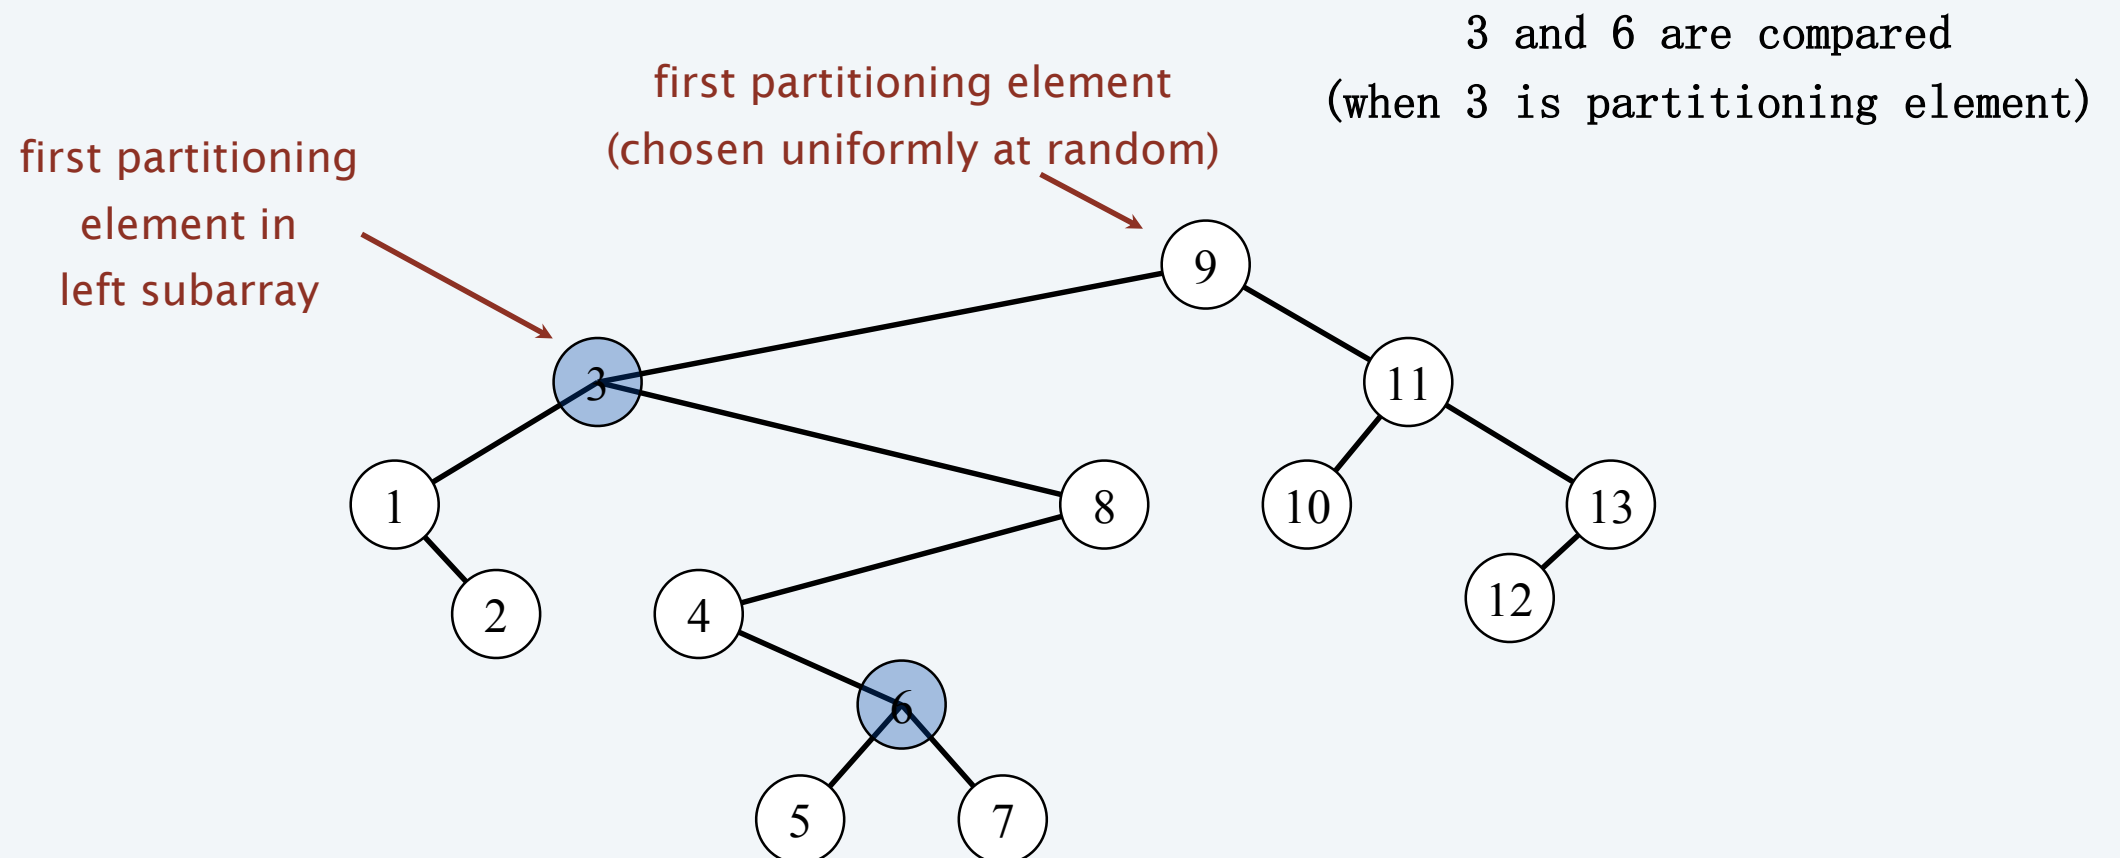 3 and 6 are compared
(when 3 is partitioning element)
first partitioning element
(chosen uniformly at random)
first partitioning
element in
left subarray
9
3
11
1
8
10
13
2
4
12
6
5
7